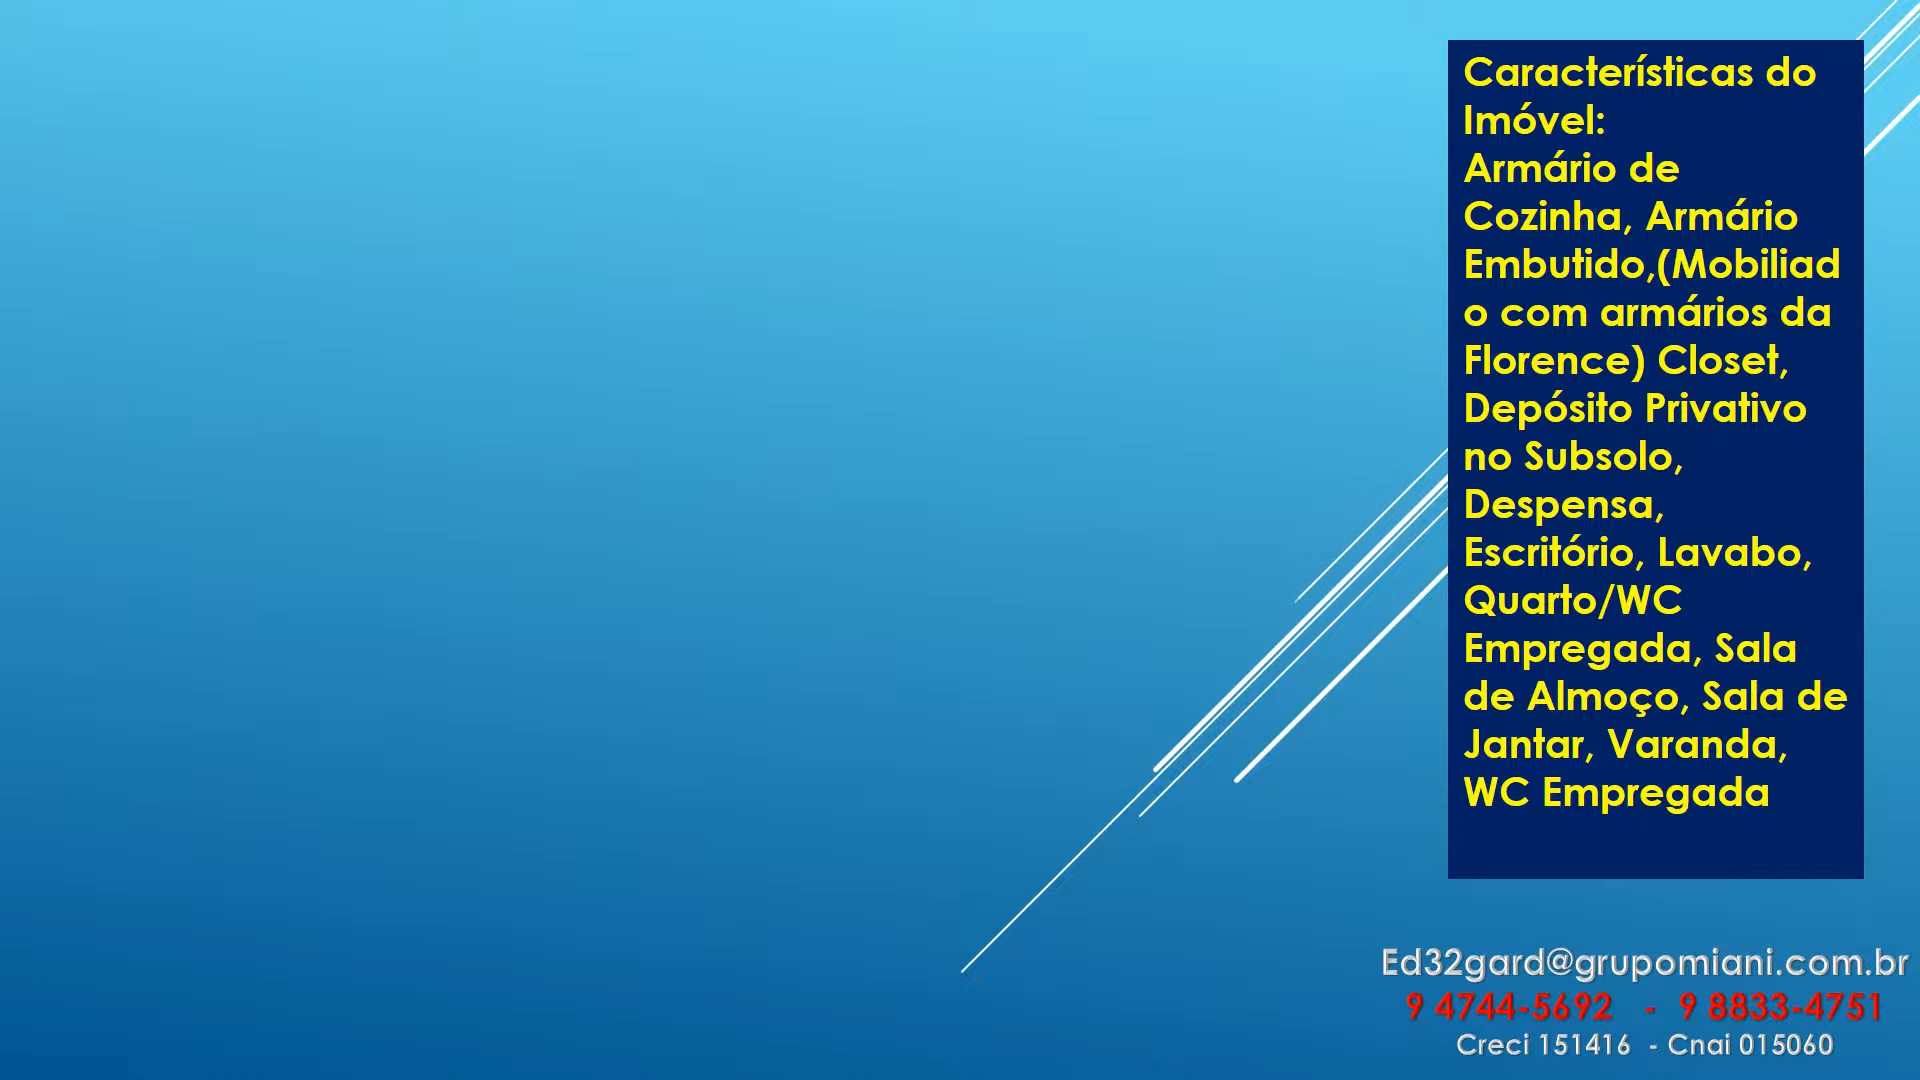 Características do
Imóvel:
Armário de
Cozinha, Armário
Embutido,(Mobiliad
o com armários da
Florence) Closet,
Depósito Privativo
no Subsolo,
Despensa,
Escritório, Lavabo,
Quarto/WC
Empregada, Sala
de Almoço, Sala de
Jantar, Varanda,
WC Empregada
Ed32gard@grupomiani.com.br
9 4744-5692 - 9 8833-4751
Creci 151416 - Cnai 015060